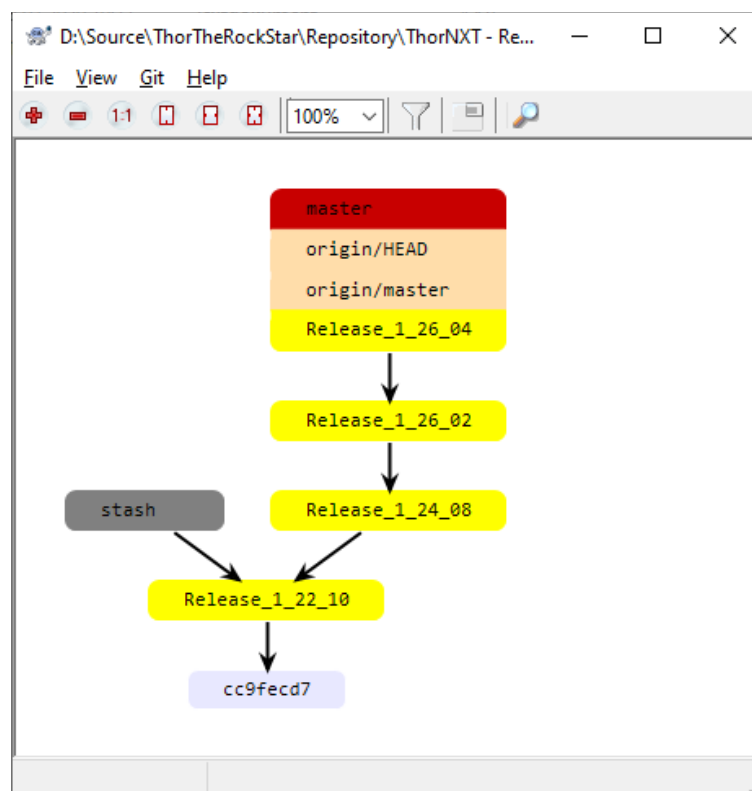 D:\Source\ThorTheRockStar\Repository\ThorNXT - Re...
File View Git Help
1:1 100%
master
origin/HEAD
origin/master
Release_1_26_04
Release_1_26_02
stash Release_1_24_08
Release_1_22_10
cc9fecd7